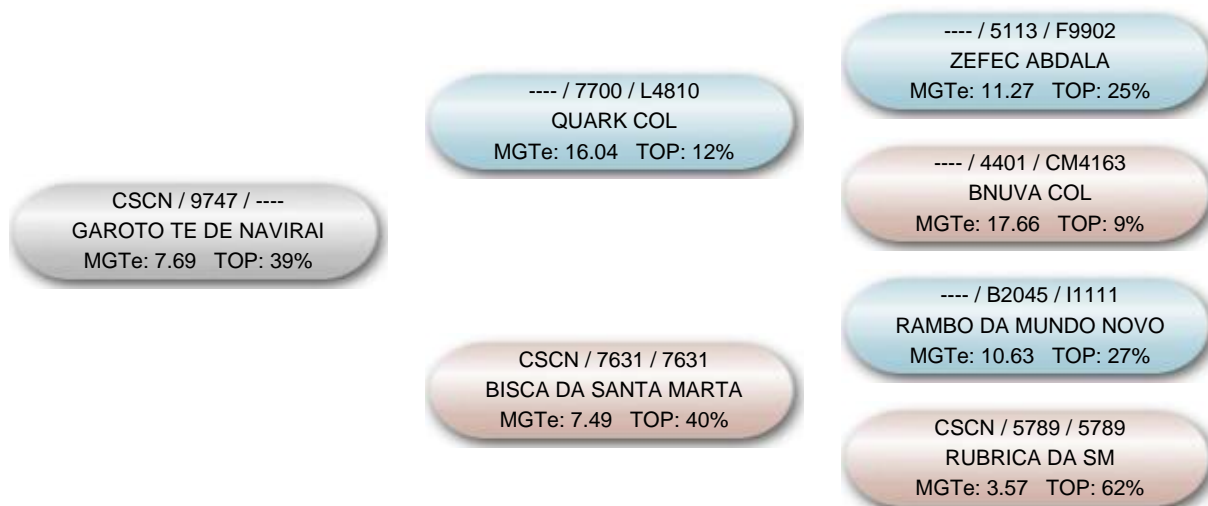 CSCN / 9747 / ----
GAROTO TE DE NAVIRAI
MGTe: 7.69 TOP: 39%
---- / 7700 / L4810
QUARK COL
MGTe: 16.04 TOP: 12%
CSCN / 7631 / 7631
BISCA DA SANTA MARTA
MGTe: 7.49 TOP: 40%
---- / 5113 / F9902
ZEFEC ABDALA
MGTe: 11.27 TOP: 25%
---- / 4401 / CM4163
BNUVA COL
MGTe: 17.66 TOP: 9%
---- / B2045 / I1111
RAMBO DA MUNDO NOVO
MGTe: 10.63 TOP: 27%
CSCN / 5789 / 5789
RUBRICA DA SM
MGTe: 3.57 TOP: 62%